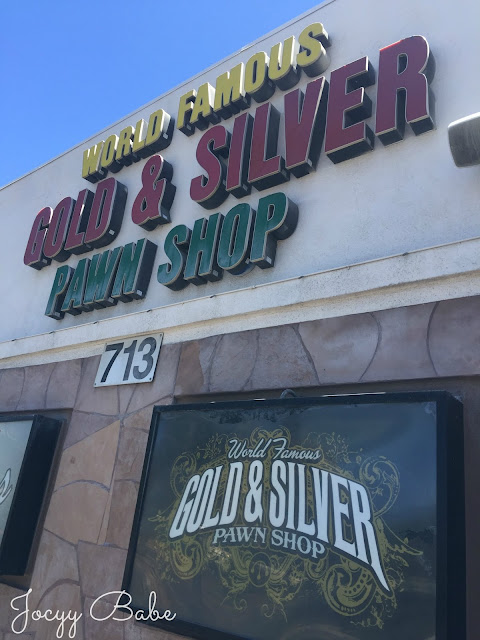 WORLD FAMOUS
GOLD & SILVER
PAWN SHOP
713
World Famous
GOLD & SILVER
PAWN SHOP
Jocyy Babe